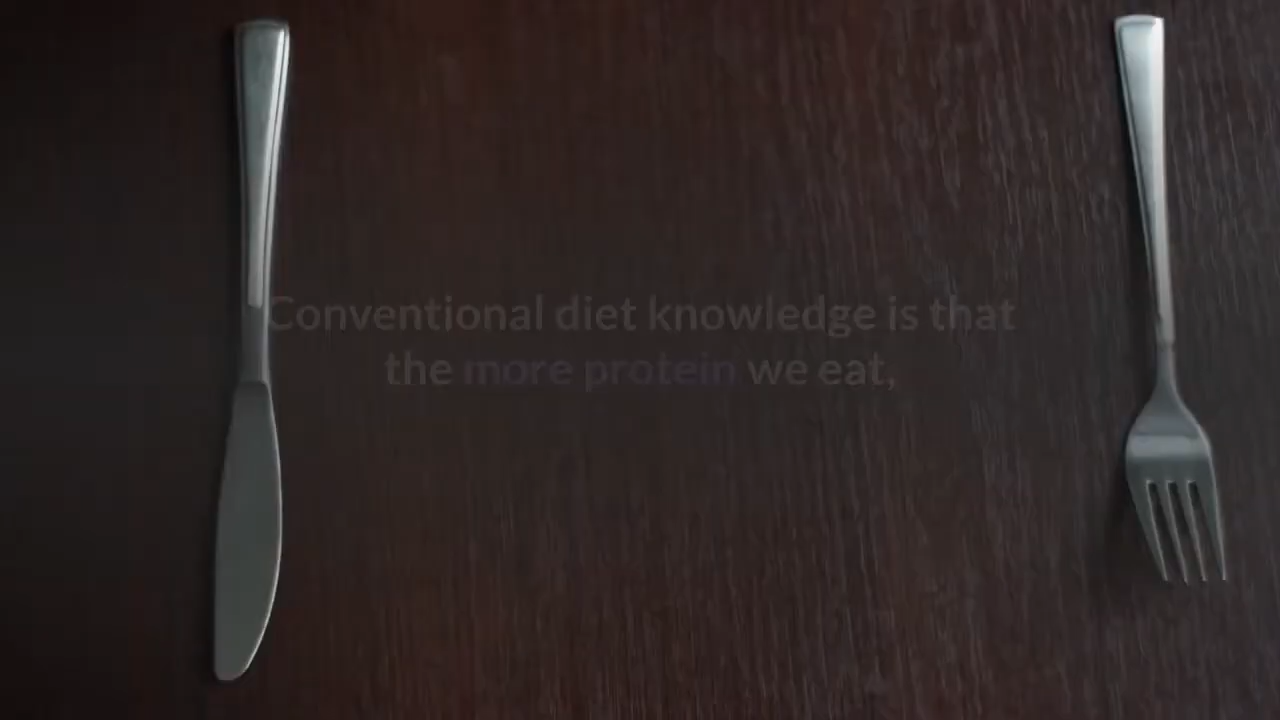 Conventional diet knowledge is that
the more protein we eat,